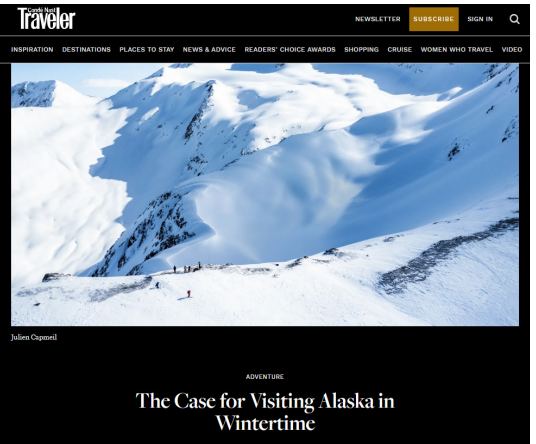 Condé Nast
Traveler
NEWSLETTER SUBSCRIBE SIGN IN
INSPIRATION DESTINATIONS PLACES TO STAY NEWS & ADVICE READERS' CHOICE AWARDS SHOPPING CRUISE WOMEN WHO TRAVEL VIDEO
Julien Capmeil
ADVENTURE
The Case for Visiting Alaska in
Wintertime